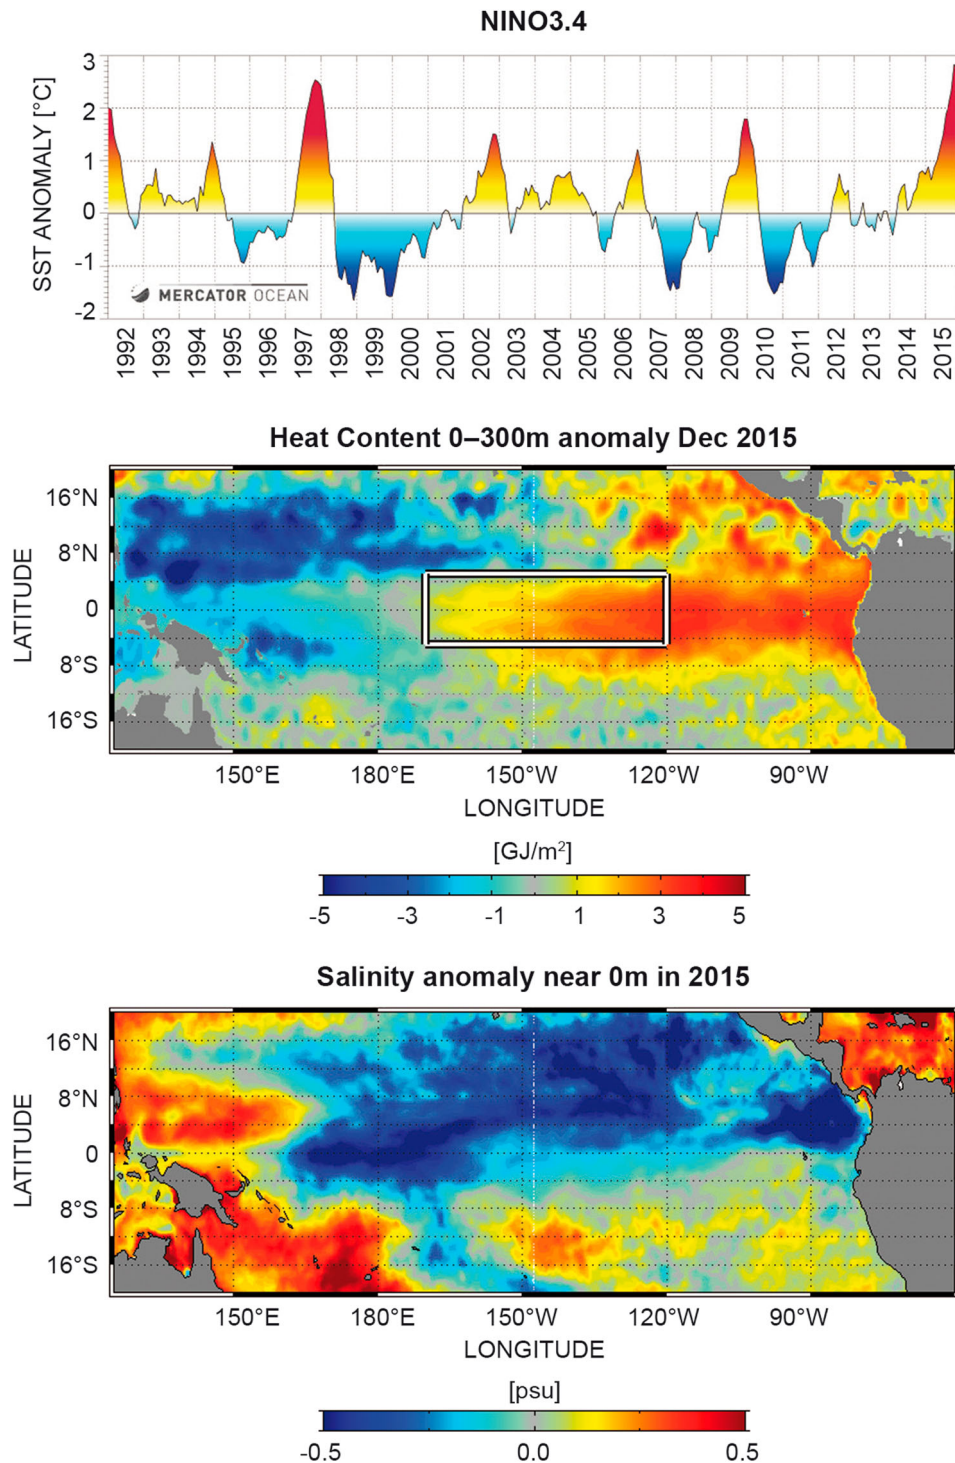 NINO3.4
SST ANOMALY [°C]
3
2
1
0
-1
-2
MERCATOR OCEAN
1992 1993 1994 1995 1996 1997 1998 1999 2000 2001 2002 2003 2004 2005 2006 2007 2008 2009 2010 2011 2012 2013 2014 2015
Heat Content 0–300m anomaly Dec 2015
LATITUDE
16°N
8°N
0
8°S
16°S
150°E 180°E 150°W 120°W 90°W
LONGITUDE
[GJ/m²]
-5 -3 -1 1 3 5
Salinity anomaly near 0m in 2015
LATITUDE
16°N
8°N
0
8°S
16°S
150°E 180°E 150°W 120°W 90°W
LONGITUDE
[psu]
-0.5 0.0 0.5